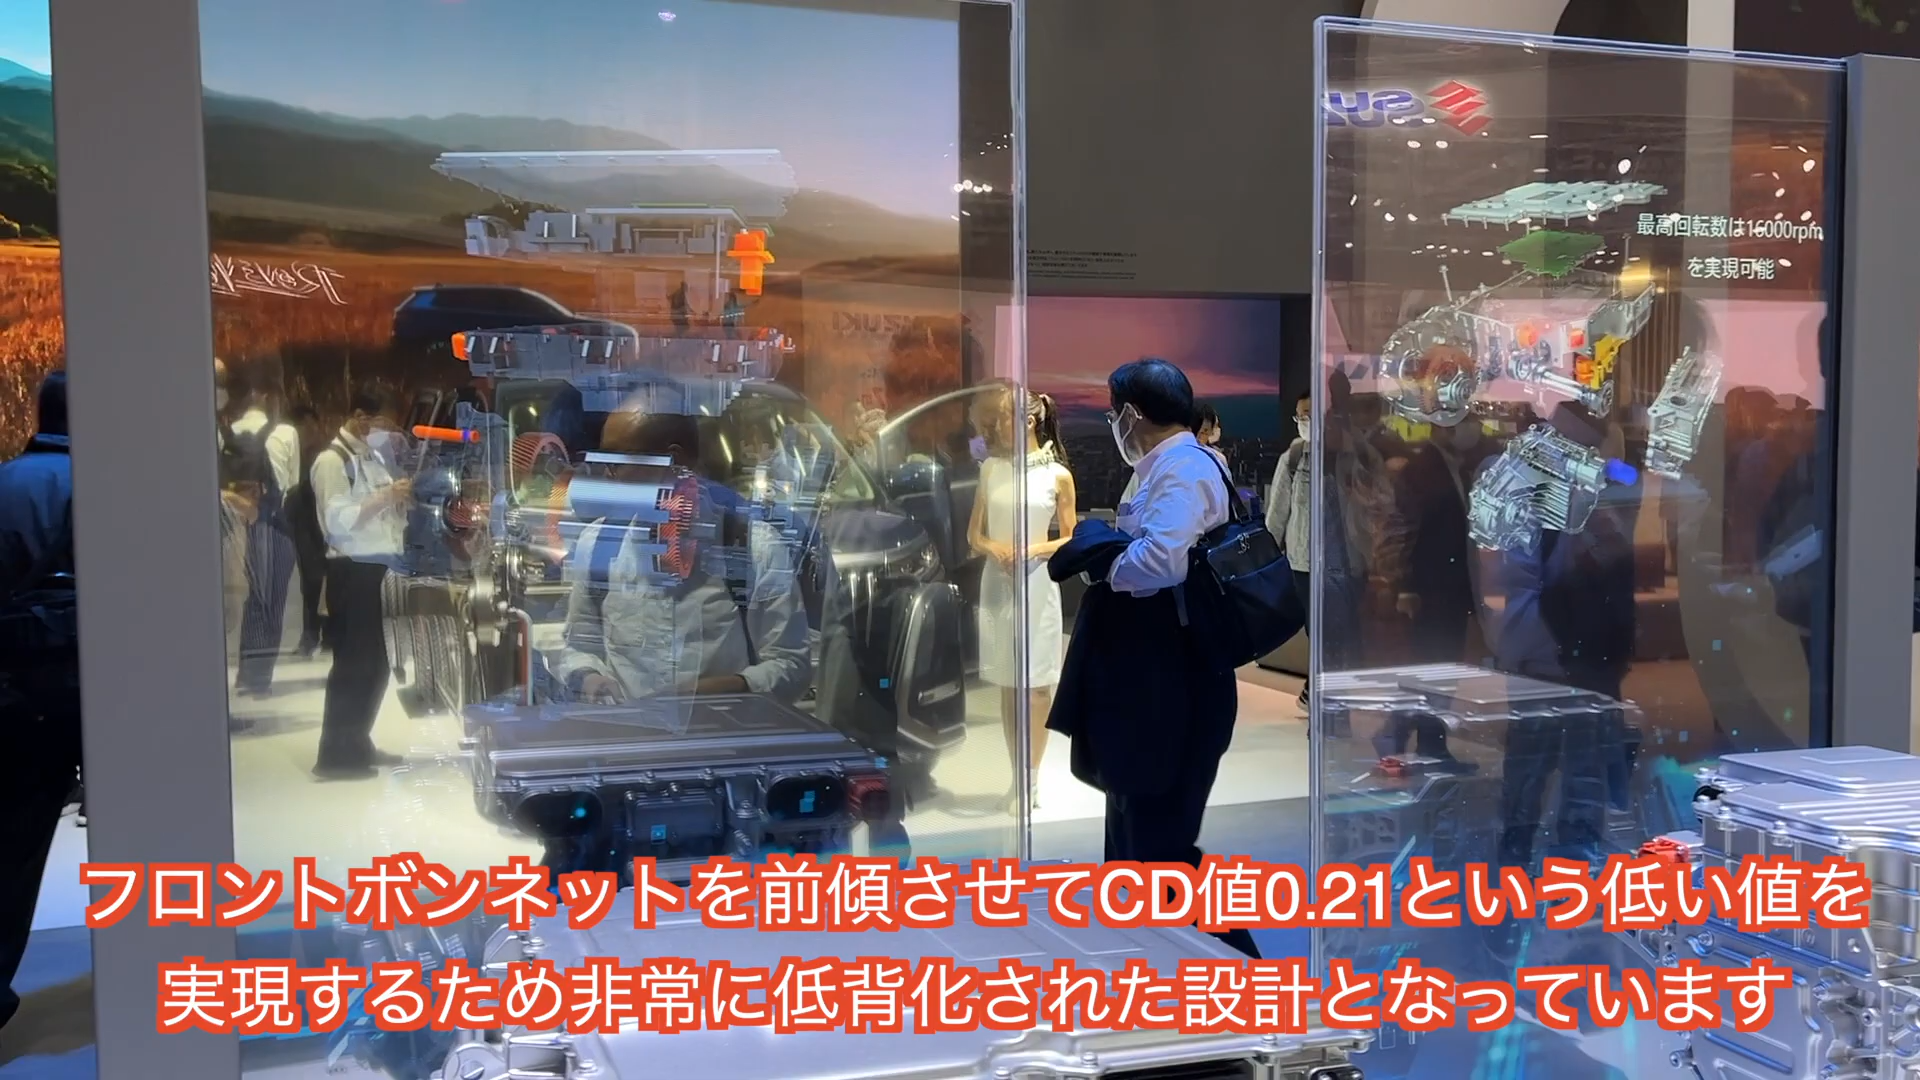 最高回転数は16000rpm
を実現可能
フロントボンネットを前傾させてCD値0.21という低い値を
実現するため非常に低背化された設計となっています